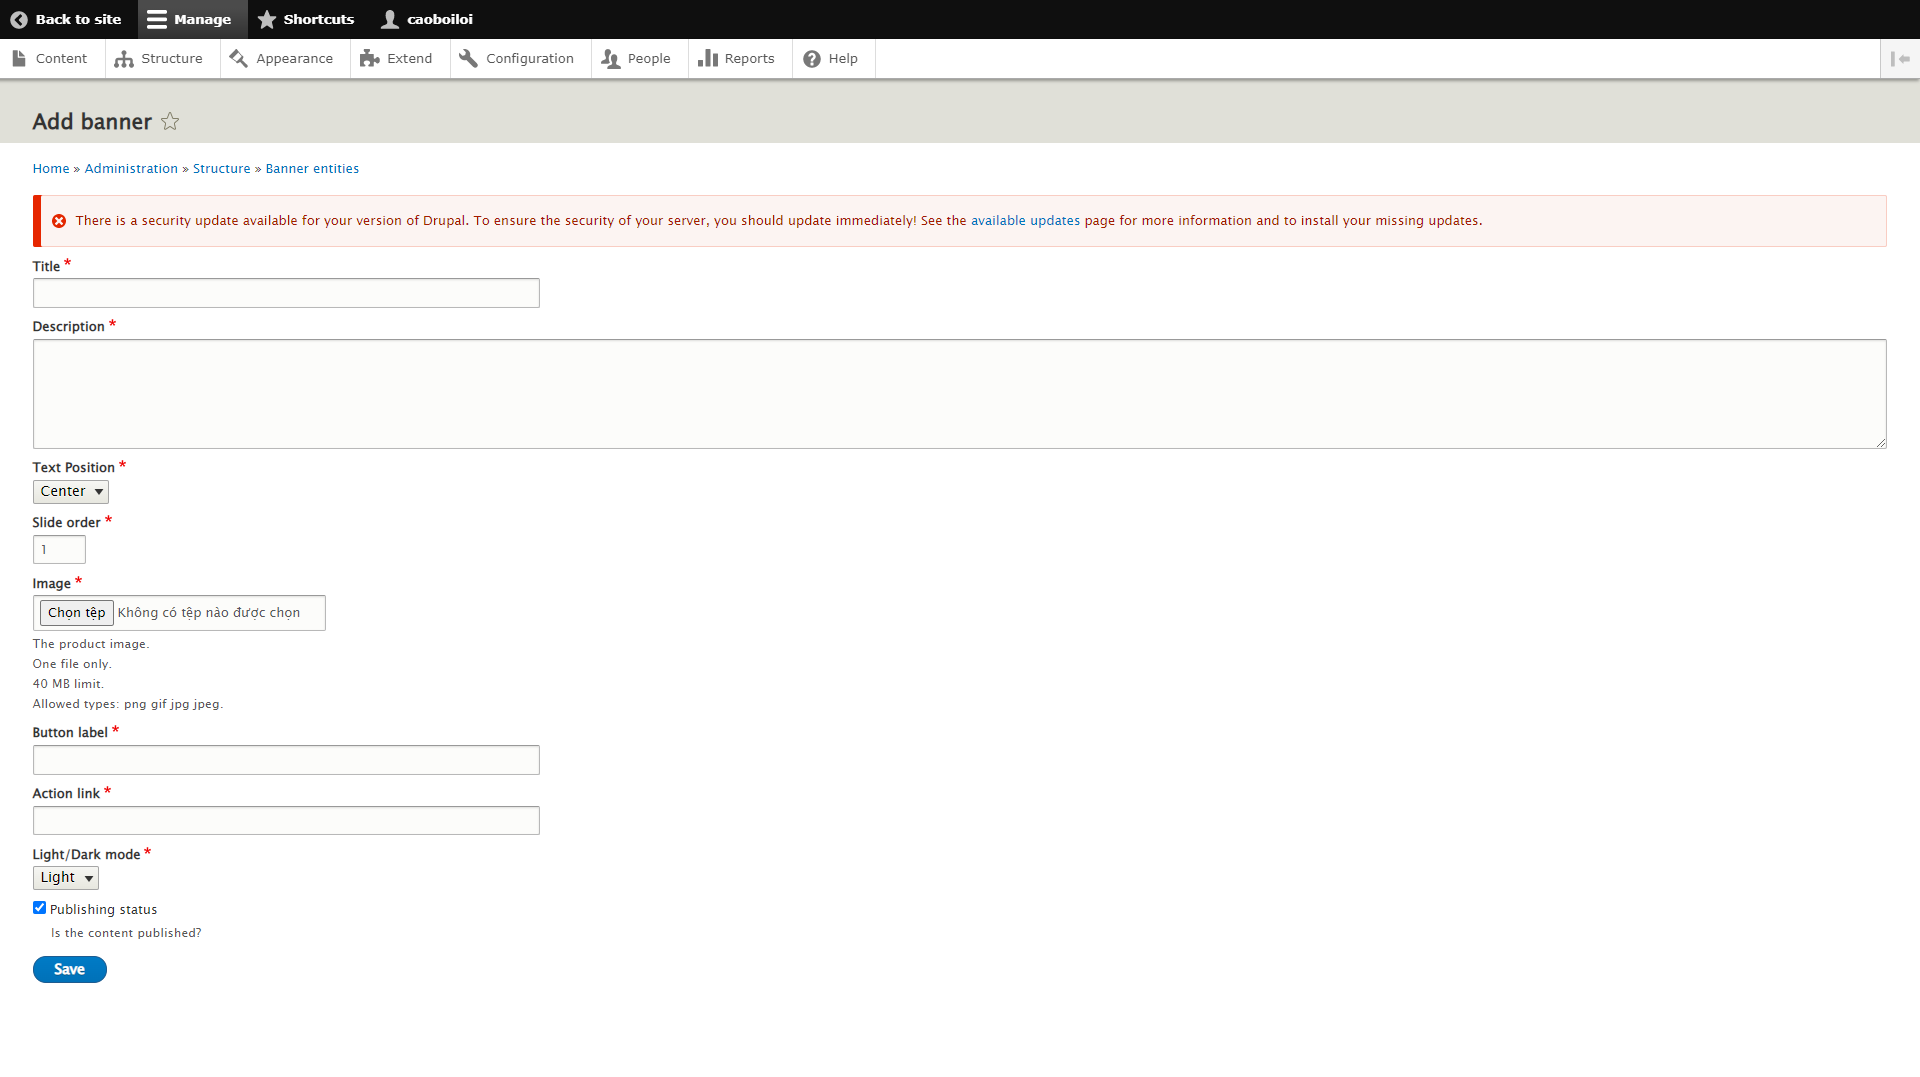 Back to site Manage Shortcuts caoboiloi
Content Structure Appearance Extend Configuration People Reports Help
Add banner
Home » Administration » Structure » Banner entities
There is a security update available for your version of Drupal. To ensure the security of your server, you should update immediately! See the available updates page for more information and to install your missing updates.
Title *
Description *
Text Position *
Center
Slide order *
1
Image *
Chọn tệp Không có tệp nào được chọn
The product image.
One file only.
40 MB limit.
Allowed types: png gif jpg jpeg.
Button label *
Action link *
Light/Dark mode *
Light
Publishing status
Is the content published?
Save